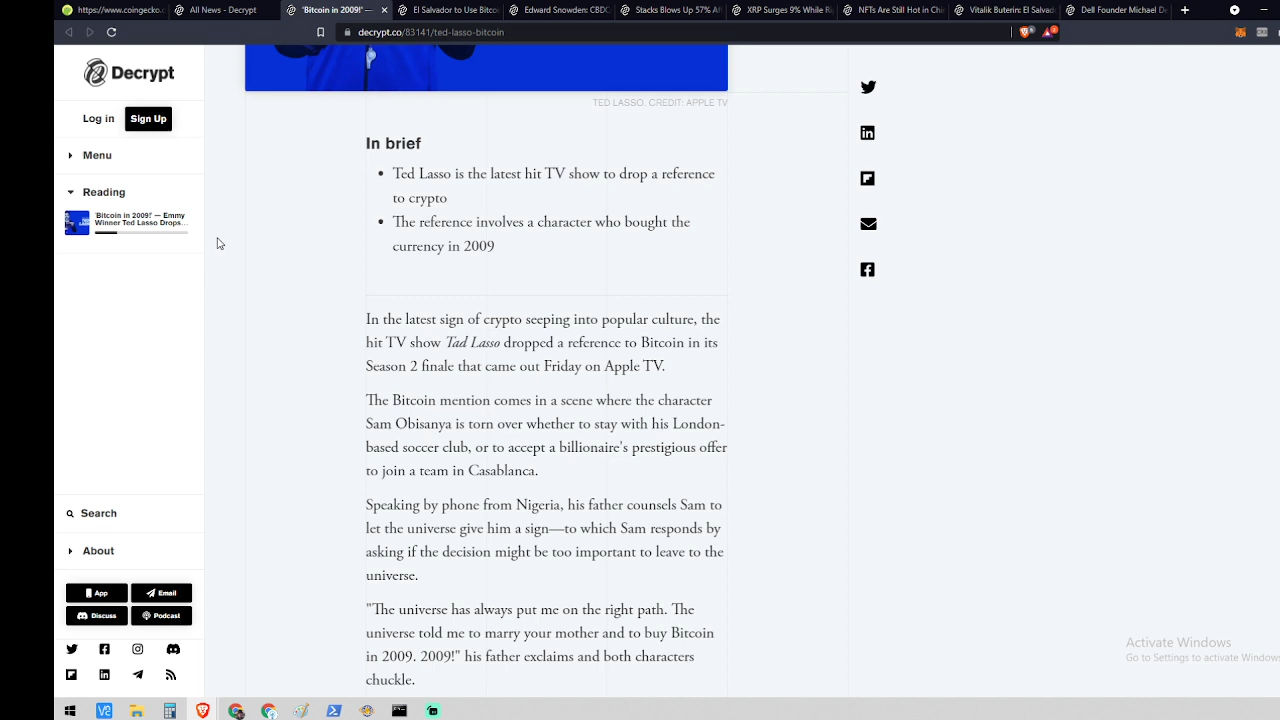 https://www.coingecko.c
All News - Decrypt
'Bitcoin in 2009!' —
El Salvador to Use Bitco
Edward Snowden: CBDC
Stacks Blows Up 57% Af
XRP Surges 9% While Ri
NFTs Are Still Hot in Chi
Vitalik Buterin: El Salvad
Dell Founder Michael De
decrypt.co/83141/ted-lasso-bitcoin
Decrypt
Log in
Sign Up
Menu
Reading
'Bitcoin in 2009!' — Emmy
Winner Ted Lasso Drops...
Search
About
App
Email
Discuss
Podcast
TED LASSO. CREDIT: APPLE TV
In brief
• Ted Lasso is the latest hit TV show to drop a reference
to crypto
• The reference involves a character who bought the
currency in 2009
In the latest sign of crypto seeping into popular culture, the
hit TV show Tad Lasso dropped a reference to Bitcoin in its
Season 2 finale that came out Friday on Apple TV.
The Bitcoin mention comes in a scene where the character
Sam Obisanya is torn over whether to stay with his London-
based soccer club, or to accept a billionaire's prestigious offer
to join a team in Casablanca.
Speaking by phone from Nigeria, his father counsels Sam to
let the universe give him a sign—to which Sam responds by
asking if the decision might be too important to leave to the
universe.
"The universe has always put me on the right path. The
universe told me to marry your mother and to buy Bitcoin
in 2009. 2009!" his father exclaims and both characters
chuckle.
Activate Windows
Go to Settings to activate Windows